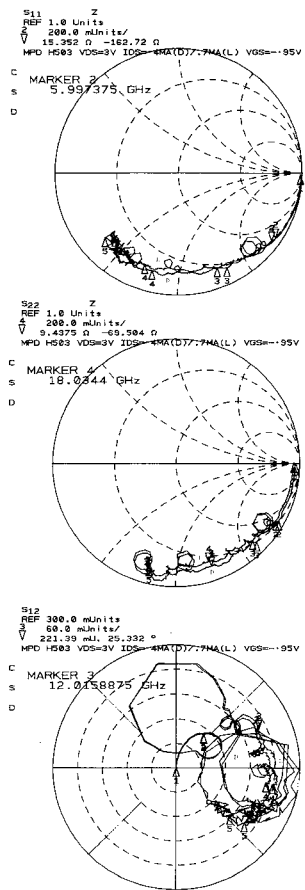 S11 Z
REF 1.0 Units
2 200.0 mUnits/
15.352 Ω -162.72 Ω
MPD H503 VDS=3V IDS=.4MA(D)/.7MA(L) VGS=-.95V
C
MARKER 2
S 5.997375 GHz
D
S22 Z
REF 1.0 Units
4 200.0 mUnits/
9.4375 Ω -69.504 Ω
MPD H503 VDS=3V IDS=.4MA(D)/.7MA(L) VGS=-.95V
C
MARKER 4
S 18.0344 GHz
D
S12
REF 300.0 mUnits
3 60.0 mUnits/
221.39 mU, 25.332 °
MPD H503 VDS=3V IDS=.4MA(D)/.7MA(L) VGS=-.95V
C
MARKER 3
S 12.0158875 GHz
D